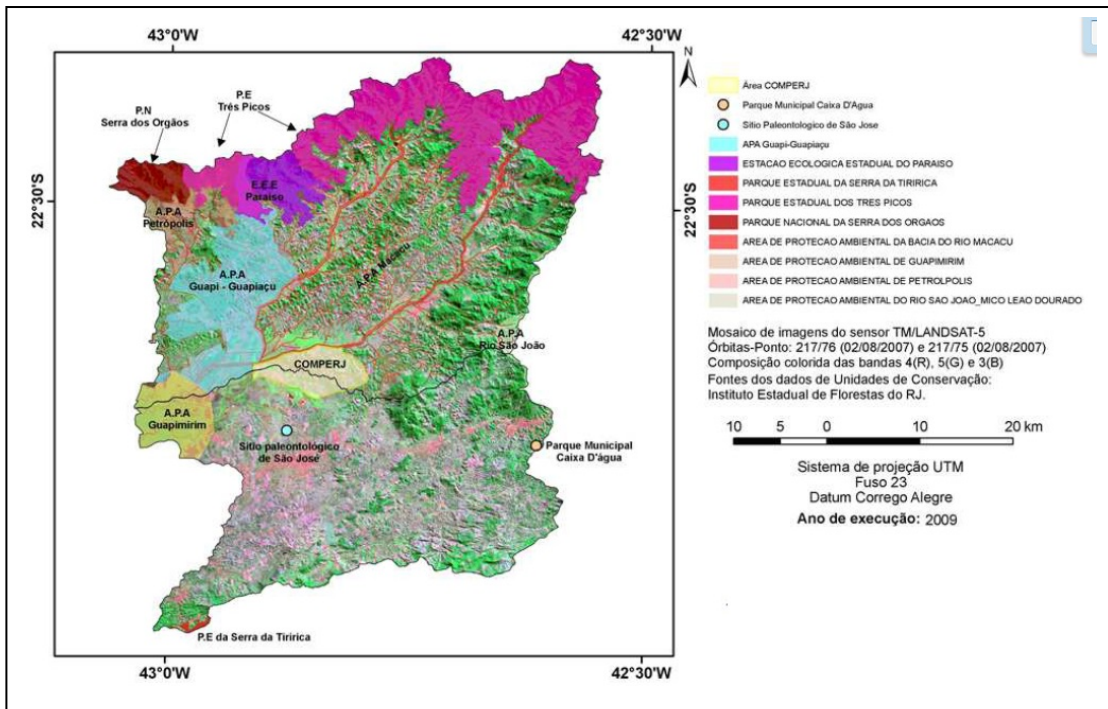 43°0'W
42°30'W
N
P.E
Três Picos
P.N
Serra dos Orgãos
E.E.E
Paraiso
22°30'S
22°30'S
A.P.A
Petrópolis
A.P.A
Guapi - Guapiaçu
A.P.A Macacu
A.P.A
Rio São João
COMPERJ
A.P.A
Guapimirim
Sitio paleontológico
de São José
Parque Municipal
Caixa D'água
P.E da Serra da Tiririca
43°0'W
42°30'W
Área COMPERJ
Parque Municipal Caixa D'Agua
Sitio Paleontologico de São Jose
APA Guapi-Guapiaçu
ESTACAO ECOLOGICA ESTADUAL DO PARAISO
PARQUE ESTADUAL DA SERRA DA TIRIRICA
PARQUE ESTADUAL DOS TRES PICOS
PARQUE NACIONAL DA SERRA DOS ORGAOS
AREA DE PROTECAO AMBIENTAL DA BACIA DO RIO MACACU
AREA DE PROTECAO AMBIENTAL DE GUAPIMIRIM
AREA DE PROTECAO AMBIENTAL DE PETROLPOLIS
AREA DE PROTECAO AMBIENTAL DO RIO SAO JOAO_MICO LEAO DOURADO
Mosaico de imagens do sensor TM/LANDSAT-5
Órbitas-Ponto: 217/76 (02/08/2007) e 217/75 (02/08/2007)
Composição colorida das bandas 4(R), 5(G) e 3(B)
Fontes dos dados de Unidades de Conservação:
Instituto Estadual de Florestas do RJ.
10 5 0 10 20 km
Sistema de projeção UTM
Fuso 23
Datum Corrego Alegre
Ano de execução: 2009